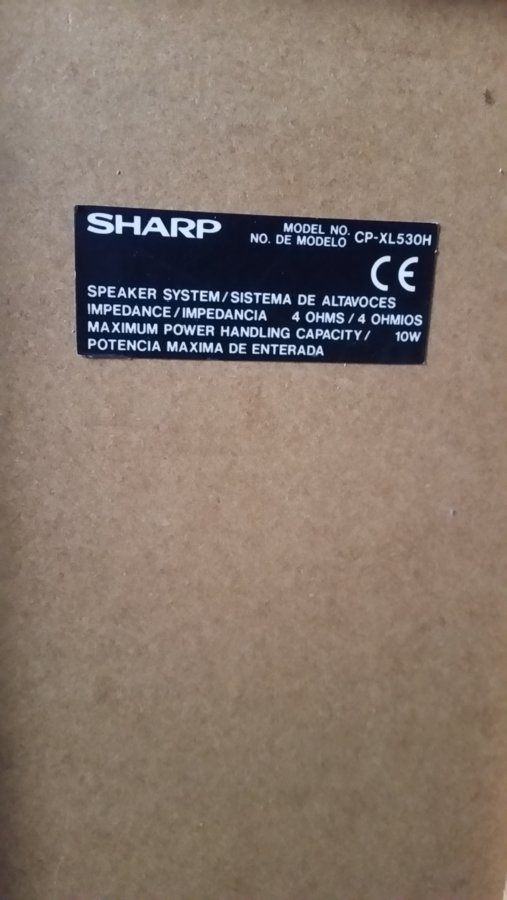 SHARP
MODEL NO.
NO. DE MODELO CP-XL530H
CE
SPEAKER SYSTEM/SISTEMA DE ALTAVOCES
IMPEDANCE/IMPEDANCIA 4 OHMS/4 OHMIOS
MAXIMUM POWER HANDLING CAPACITY/ 10W
POTENCIA MAXIMA DE ENTERADA